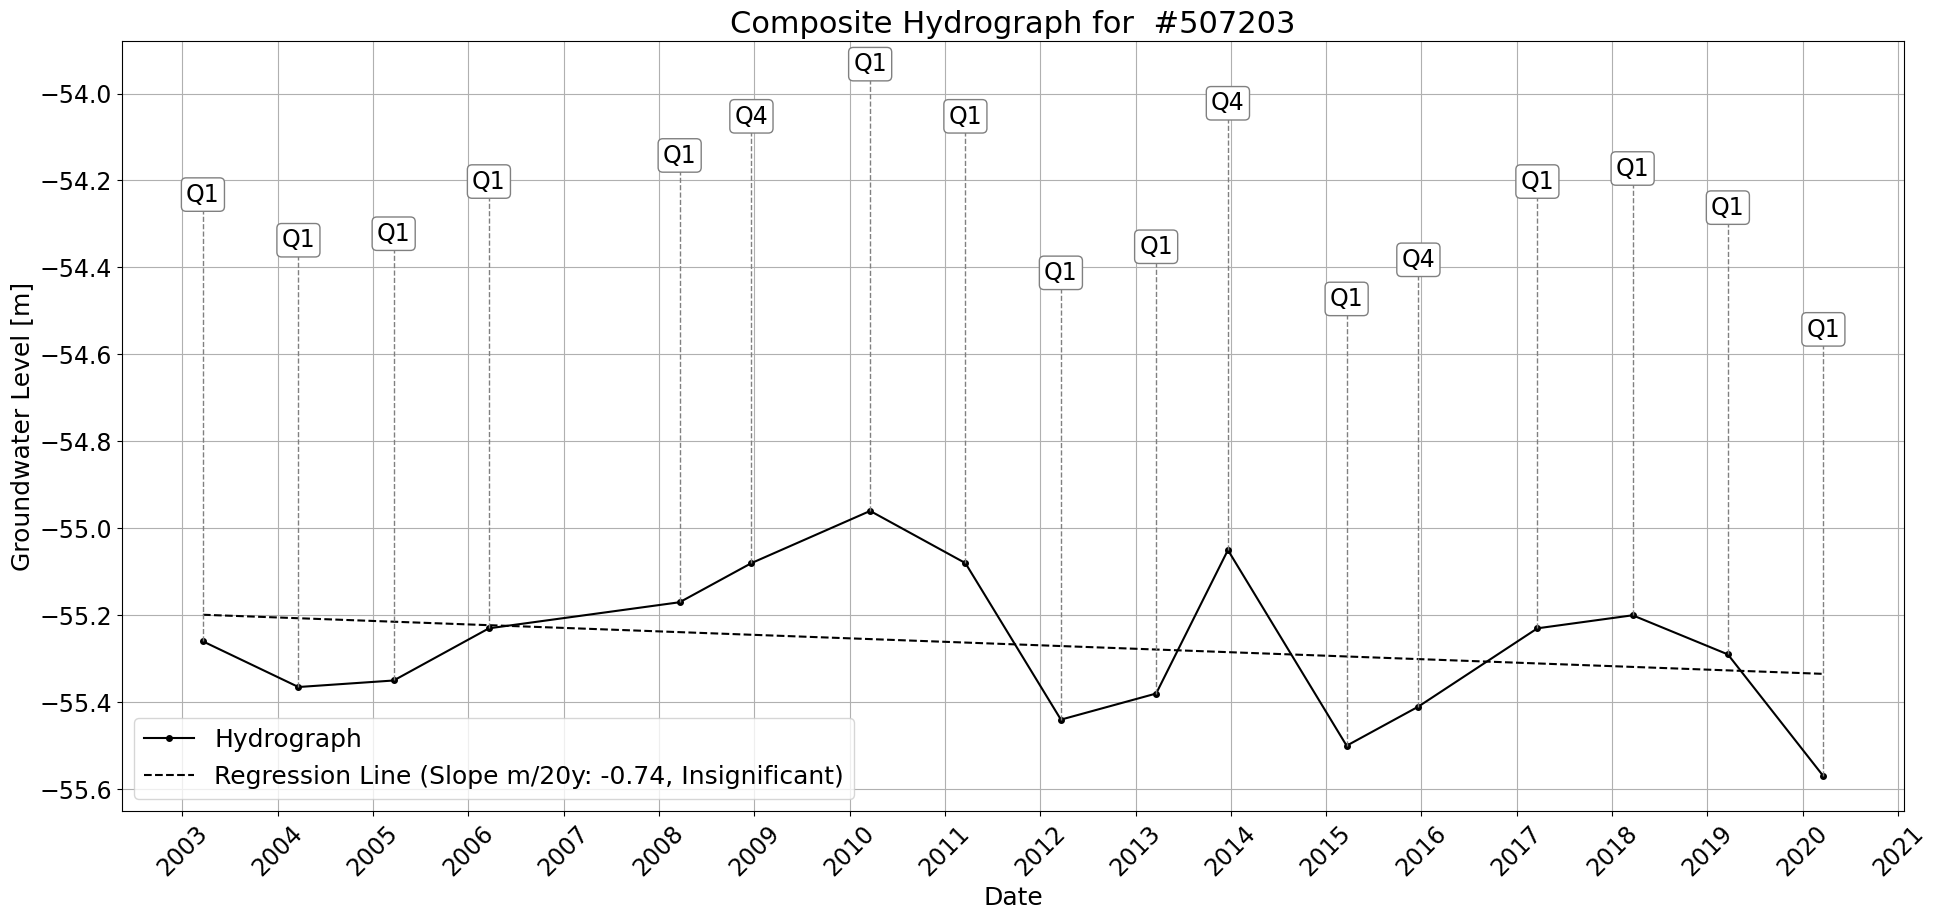 Composite Hydrograph for  #507203
Q1
Q1
Q1
Q1
Q1
Q4
Q1
Q1
Q1
Q1
Q4
Q1
Q4
Q1
Q1
Q1
Q1
Groundwater Level [m]
−54.0
−54.2
−54.4
−54.6
−54.8
−55.0
−55.2
−55.4
−55.6
Hydrograph
Regression Line (Slope m/20y: -0.74, Insignificant)
2003
2004
2005
2006
2007
2008
2009
2010
2011
2012
2013
2014
2015
2016
2017
2018
2019
2020
2021
Date